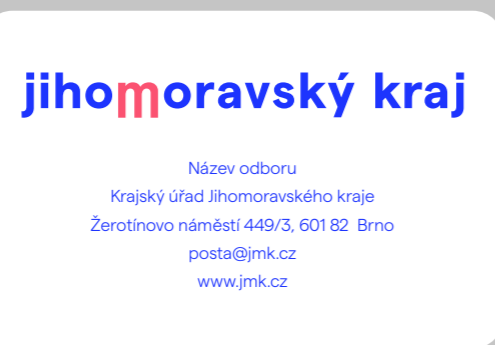 jihomoravský kraj
Název odboru
Krajský úřad Jihomoravského kraje
Žerotínovo náměstí 449/3, 601 82 Brno
posta@jmk.cz
www.jmk.cz